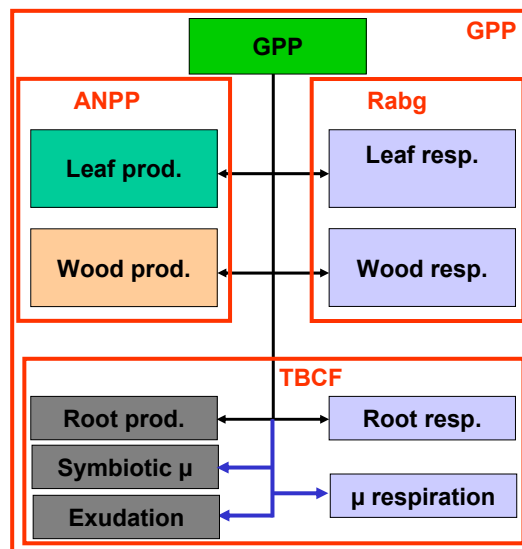 GPP
GPP
ANPP
Rabg
Leaf prod.
Leaf resp.
Wood prod.
Wood resp.
TBCF
Root prod.
Root resp.
Symbiotic µ
µ respiration
Exudation